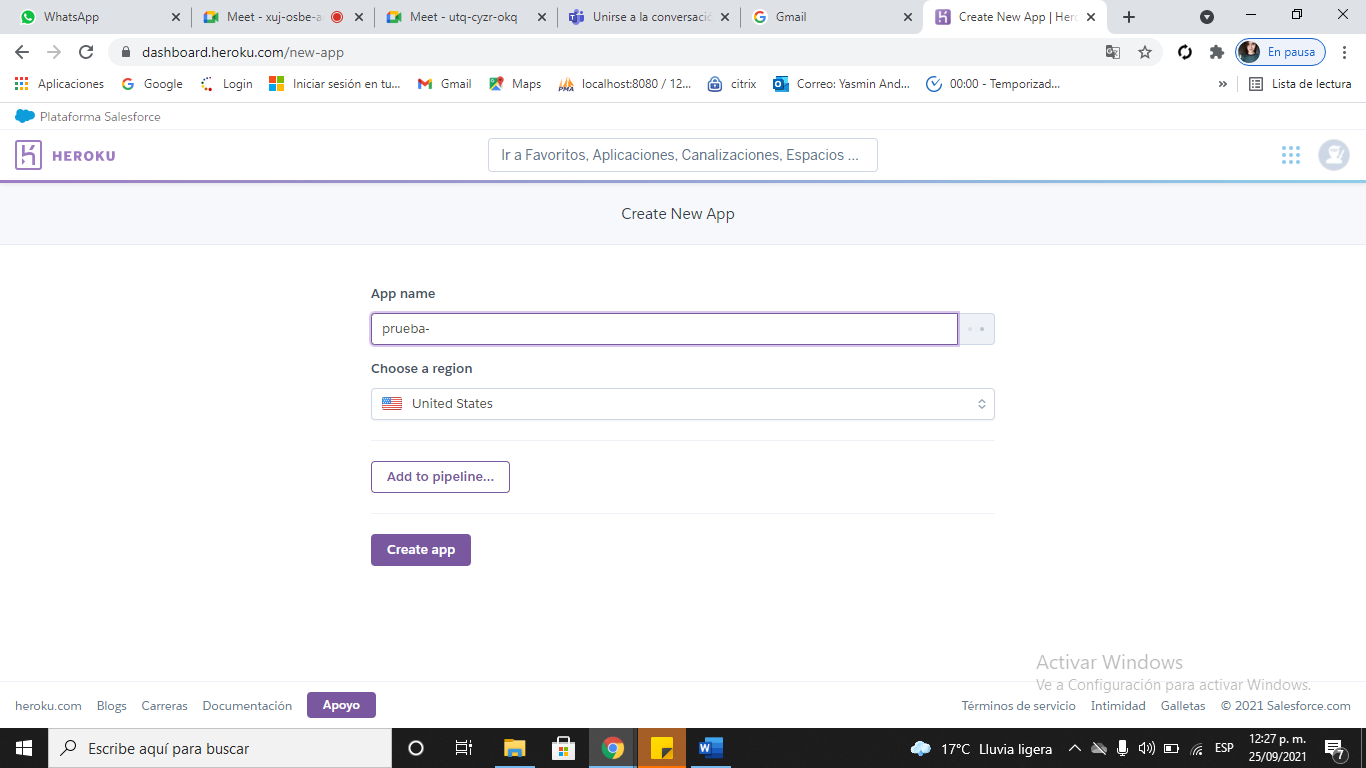 WhatsApp
Meet - xuj-osbe-a
Meet - utq-cyzr-okq
Unirse a la conversació
Gmail
Create New App | Hero
dashboard.heroku.com/new-app
En pausa
Aplicaciones
Google
Login
Iniciar sesión en tu...
Gmail
Maps
localhost:8080 / 12...
citrix
Correo: Yasmin And...
00:00 - Temporizad...
»
Lista de lectura
Plataforma Salesforce
HEROKU
Ir a Favoritos, Aplicaciones, Canalizaciones, Espacios ...
Create New App
App name
prueba-
Choose a region
United States
Add to pipeline...
Create app
Activar Windows
Ve a Configuración para activar Windows.
heroku.com
Blogs
Carreras
Documentación
Apoyo
Términos de servicio
Intimidad
Galletas
© 2021 Salesforce.com
Escribe aquí para buscar
17°C Lluvia ligera
ESP
12:27 p. m.
25/09/2021
7